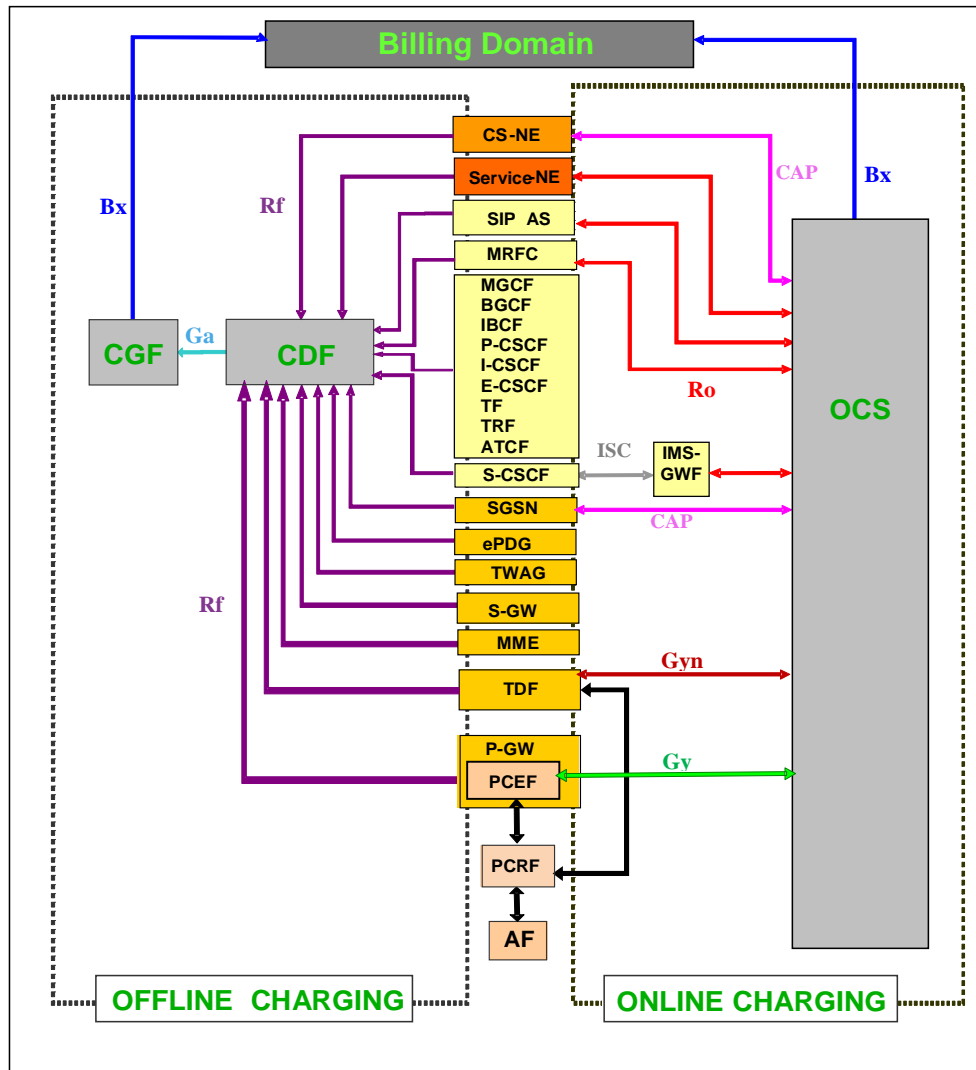 Billing Domain
CS-NE
CAP
Service-NE
Bx
Rf
Bx
SIP AS
MRFC
MGCF
BGCF
IBCF
P-CSCF
I-CSCF
E-CSCF
TF
TRF
ATCF
CGF
Ga
CDF
Ro
OCS
S-CSCF
ISC
IMS-
GWF
SGSN
CAP
ePDG
TWAG
Rf
S-GW
MME
Gyn
TDF
P-GW
PCEF
Gy
PCRF
AF
OFFLINE CHARGING
ONLINE CHARGING